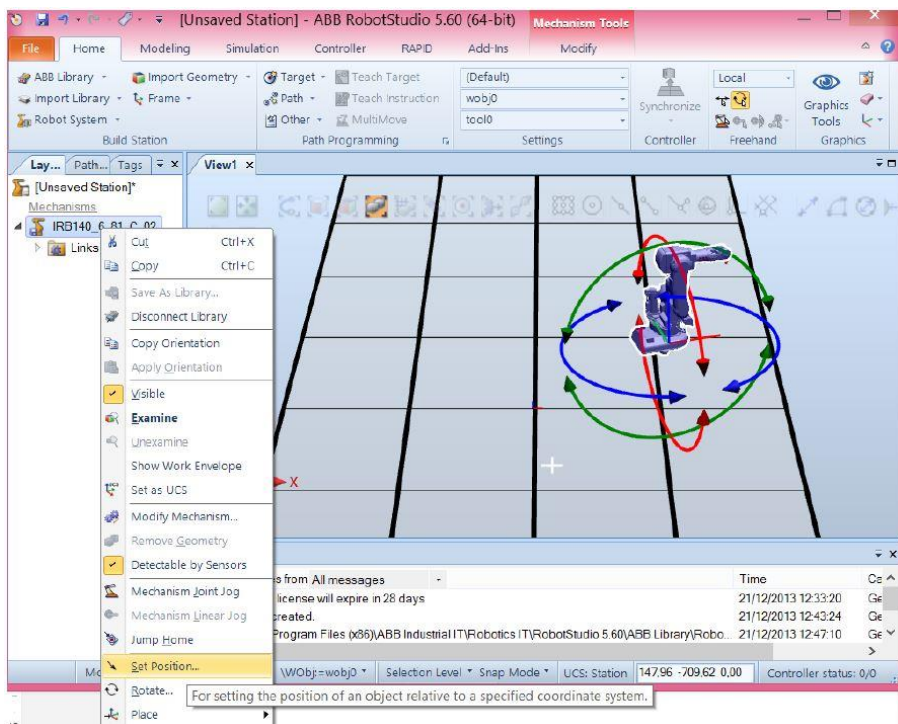 [Unsaved Station] - ABB RobotStudio 5.60 (64-bit) Mechanism Tools
File Home Modeling Simulation Controller RAPID Add-Ins Modify
ABB Library Import Geometry Target Teach Target (Default) Local
Import Library Frame Path Teach Instruction wobj0 Synchronize Graphics
Robot System Other MultiMove tool0 Tools
Build Station Path Programming Settings Controller Freehand Graphics
Lay... Path... Tags View1
[Unsaved Station]*
Mechanisms
IRB140_6_81_C_02
Links
Cut Ctrl+X
Copy Ctrl+C
Save As Library...
Disconnect Library
Copy Orientation
Apply Orientation
Visible
Examine
Unexamine
Show Work Envelope
Set as UCS
X
Modify Mechanism...
Remove Geometry
Detectable by Sensors
Mechanism Joint Jog
Mechanism Linear Jog
Jump Home
Set Position...
Rotate...
Place
s from All messages Time Ca
license will expire in 28 days 21/12/2013 12:33:20 Ge
created. 21/12/2013 12:43:24 Ge
Program Files (x86)\ABB Industrial IT\Robotics IT\RobotStudio 5.60\ABB Library\Robo... 21/12/2013 12:47:10 Ge
\WObj:=wobj0 Selection Level Snap Mode UCS: Station 147,96 -709,62 0,00 Controller status: 0/0
For setting the position of an object relative to a specified coordinate system.